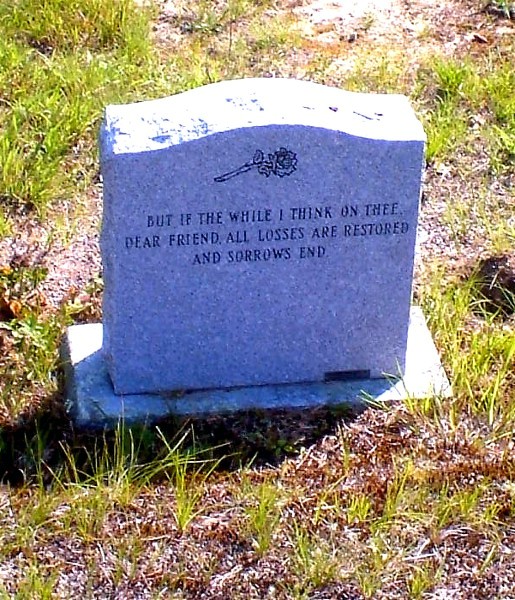 BUT IF THE WHILE I THINK ON THEE,
DEAR FRIEND, ALL LOSSES ARE RESTORED
AND SORROWS END